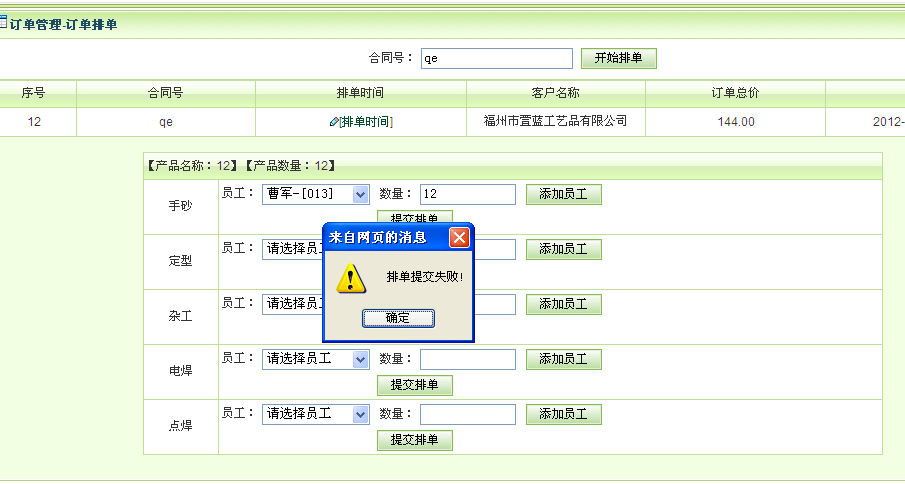 订单管理-订单排单
合同号： qe 开始排单
序号 合同号 排单时间 客户名称 订单总价
12 qe [排单时间] 福州市萱蓝工艺品有限公司 144.00 2012-
【产品名称：12】【产品数量：12】
手砂 员工： 曹军-[013] 数量： 12 添加员工
提交排单
定型 员工： 请选择员工 添加员工
杂工 员工： 请选择员工 添加员工
来自网页的消息
排单提交失败!
确定
电焊 员工： 请选择员工 数量： 添加员工
提交排单
点焊 员工： 请选择员工 数量： 添加员工
提交排单